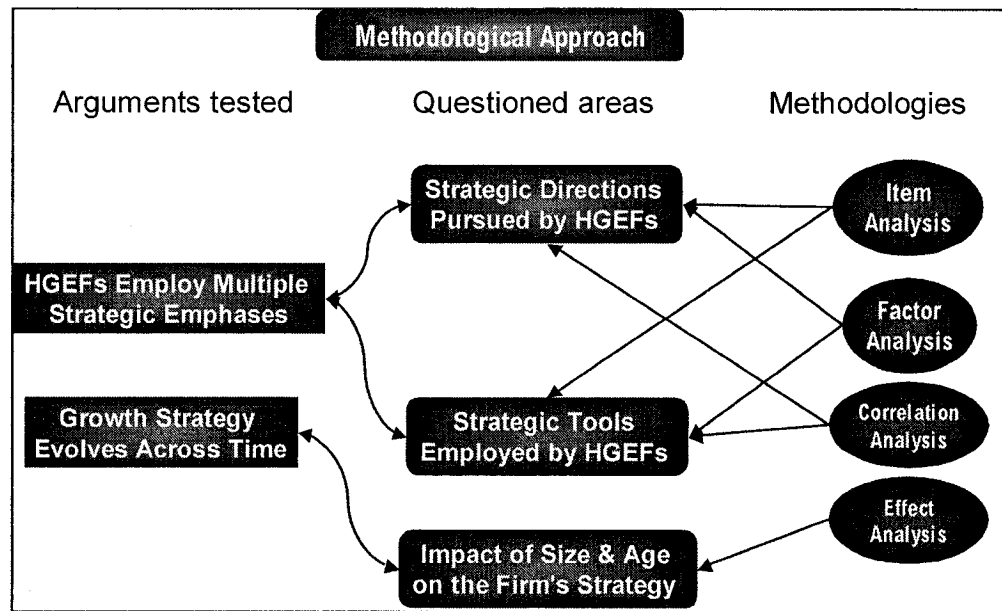 Methodological Approach
Arguments tested
Questioned areas
Methodologies
Strategic Directions
Pursued by HGEFs
Item
Analysis
HGEFs Employ Multiple
Strategic Emphases
Factor
Analysis
Growth Strategy
Evolves Across Time
Strategic Tools
Employed by HGEFs
Correlation
Analysis
Effect
Analysis
Impact of Size & Age
on the Firm's Strategy